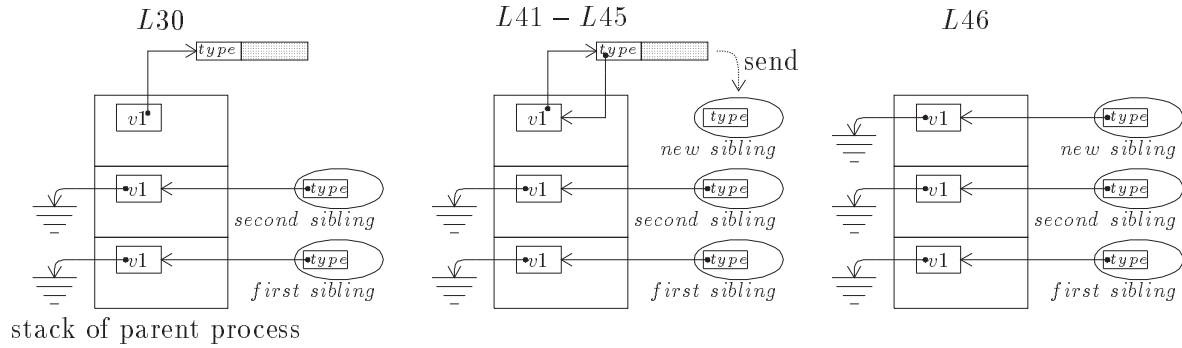 L30
type
v1
v1
type
second sibling
v1
type
first sibling
stack of parent process
L41 – L45
type
send
v1
type
new sibling
v1
type
second sibling
v1
type
first sibling
L46
v1
type
new sibling
v1
type
second sibling
v1
type
first sibling